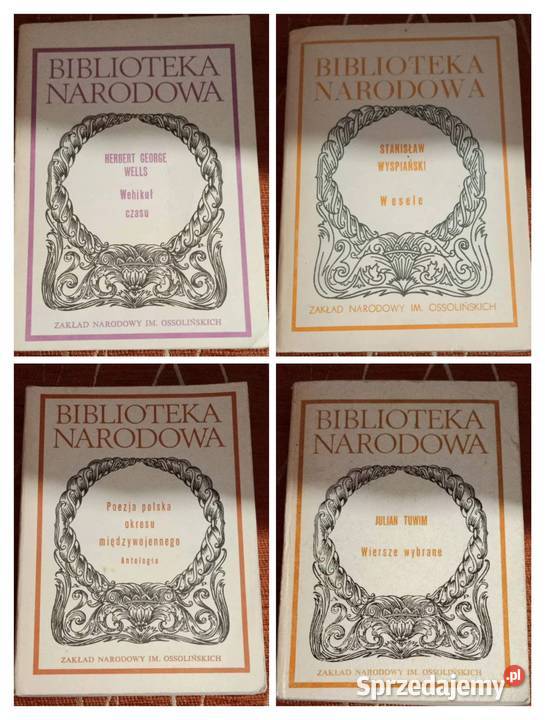 BIBLIOTEKA
NARODOWA
HERBERT GEORGE
WELLS
Wehikuł
czasu
ZAKŁAD NARODOWY IM. OSSOLIŃSKICH
BIBLIOTEKA
NARODOWA
STANISŁAW
WYSPIAŃSKI
Wesele
ZAKŁAD NARODOWY IM. OSSOLIŃSKICH
BIBLIOTEKA
NARODOWA
Poezja polska
okresu
międzywojennego
Antologia
ZAKŁAD NARODOWY IM. OSSOLIŃSKICH
BIBLIOTEKA
NARODOWA
JULIAN TUWIM
Wiersze wybrane
ZAKŁAD NARODOWY IM. OSSOLIŃSKICH
Sprzedajemy.pl